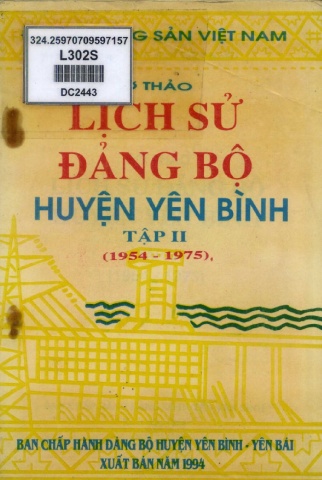 SẢN VIỆT NAM
324.25970709597157
L302S
DC2443
THẢO
LỊCH SỬ
ĐẢNG BỘ
HUYỆN YÊN BÌNH
TẬP II
(1954 - 1975)
BAN CHẤP HÀNH ĐẢNG BỘ HUYỆN YÊN BÌNH - YÊN BÁI
XUẤT BẢN NĂM 1994